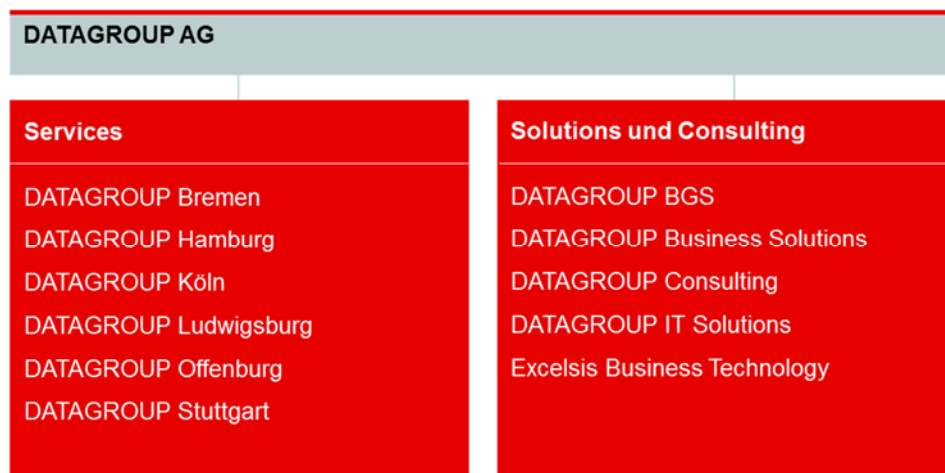 DATAGROUP AG
Services
DATAGROUP Bremen
DATAGROUP Hamburg
DATAGROUP Köln
DATAGROUP Ludwigsburg
DATAGROUP Offenburg
DATAGROUP Stuttgart
Solutions und Consulting
DATAGROUP BGS
DATAGROUP Business Solutions
DATAGROUP Consulting
DATAGROUP IT Solutions
Excelsis Business Technology